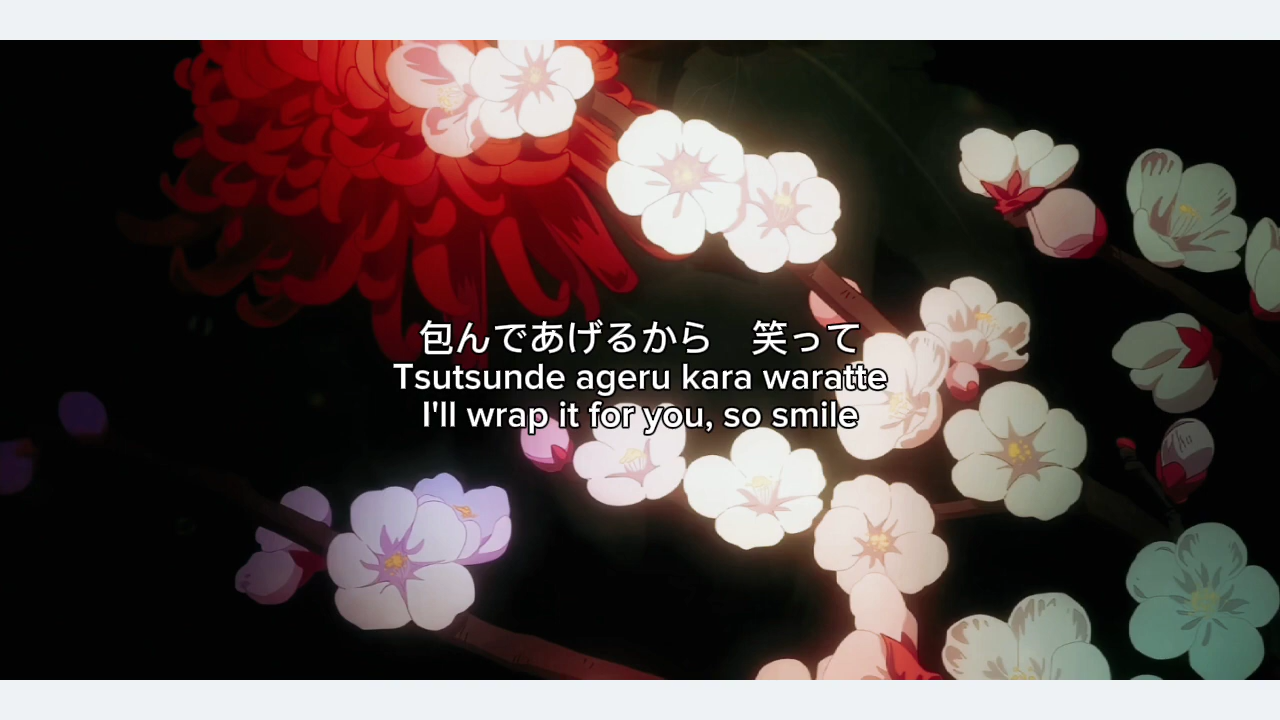 包んであげるから　笑って
Tsutsunde ageru kara waratte
I'll wrap it for you, so smile